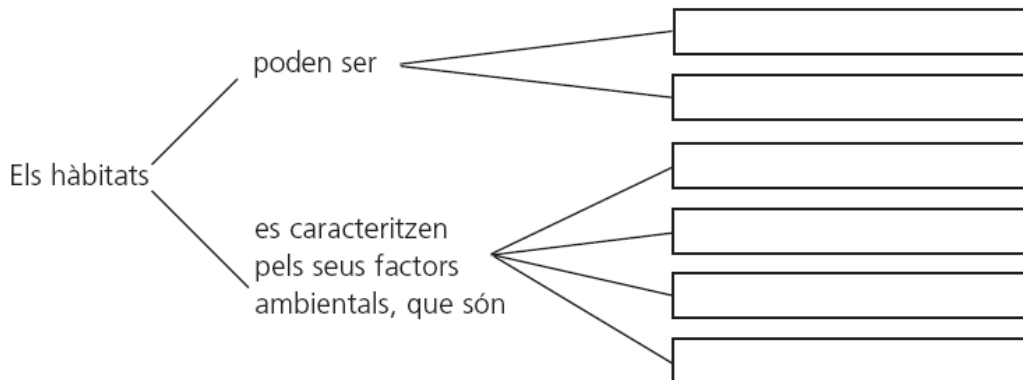 poden ser
Els hàbitats
es caracteritzen
pels seus factors
ambientals, que són